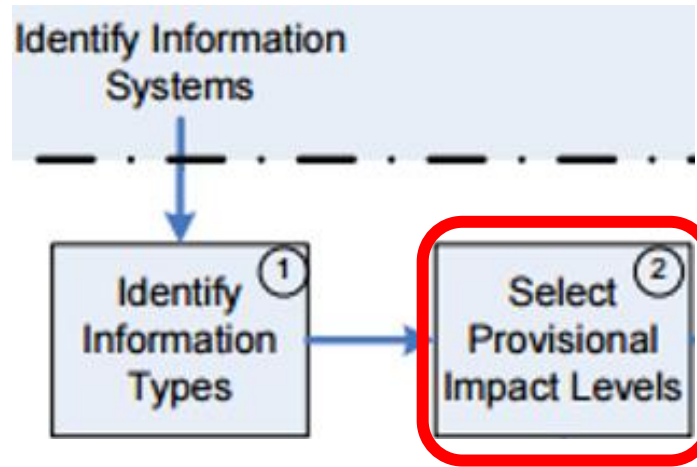 Identify Information
Systems
1
Identify
Information
Types
2
Select
Provisional
Impact Levels